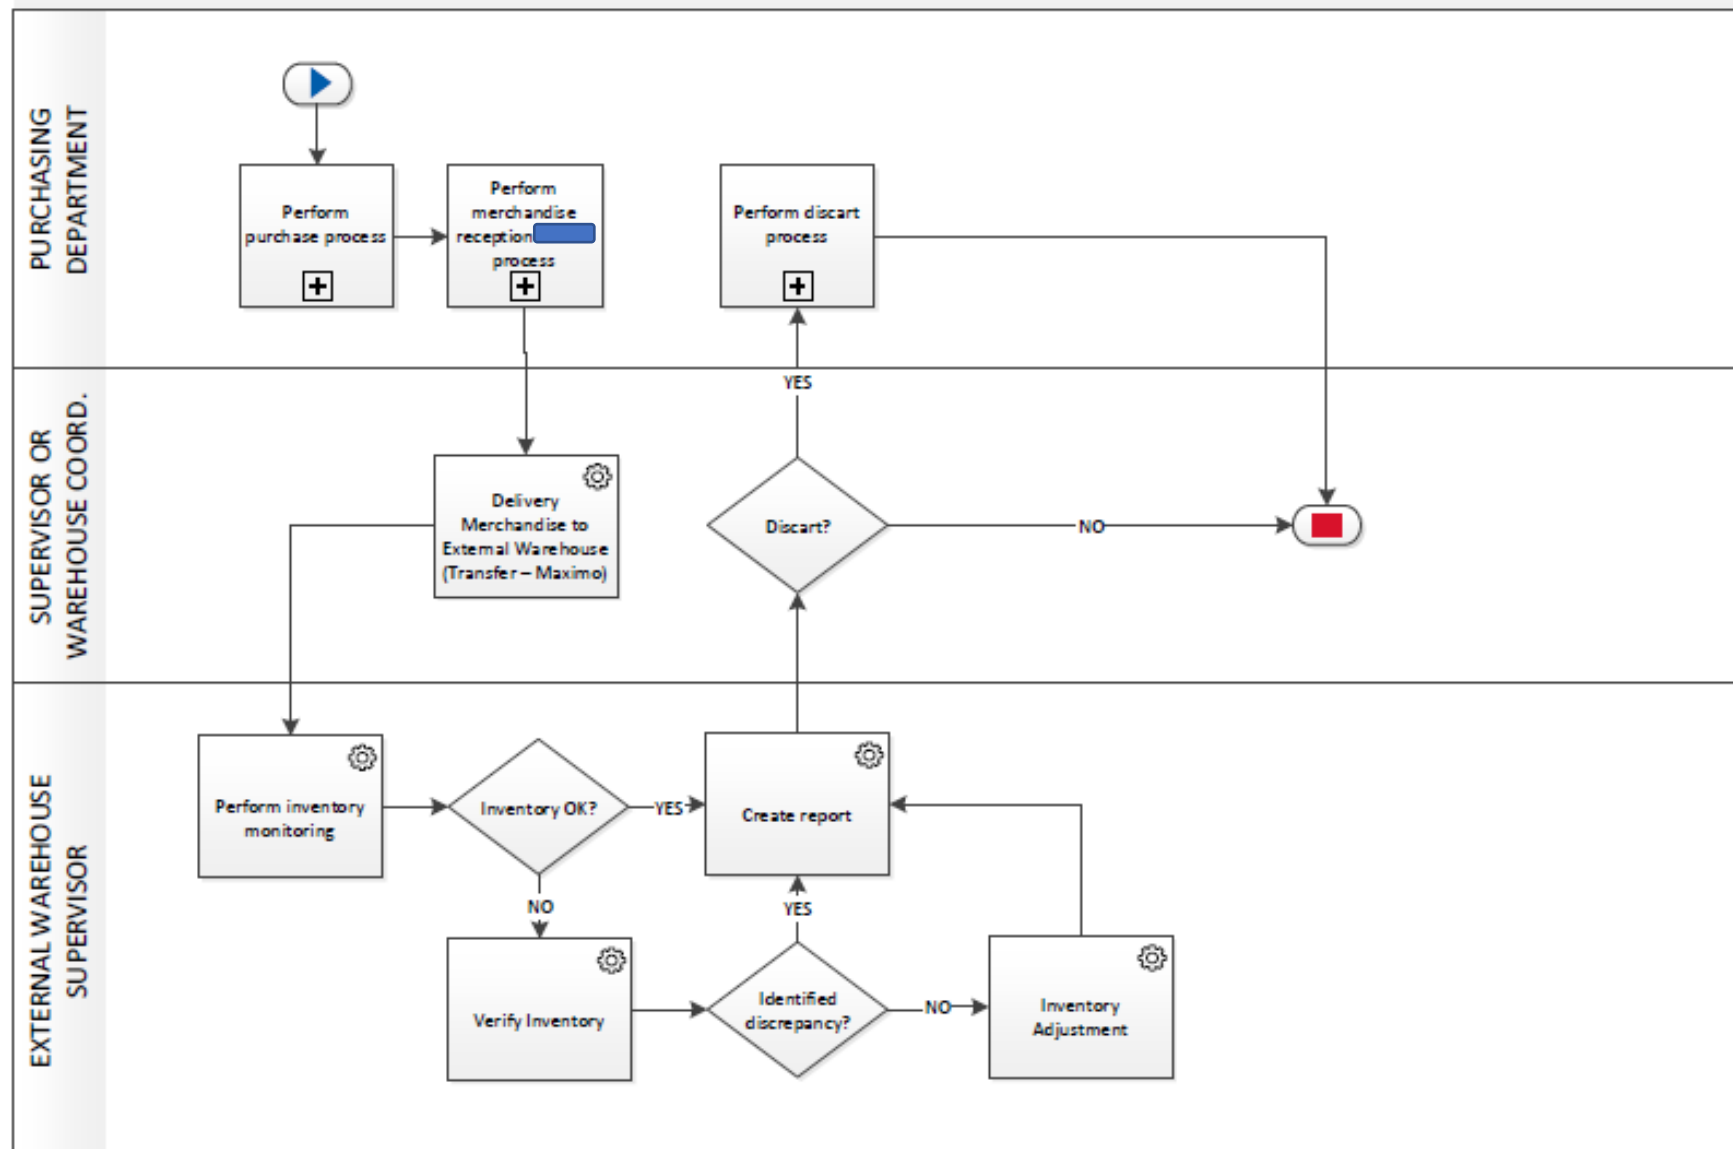 PURCHASING
DEPARTMENT
Perform
purchase process
Perform
merchandise
reception
process
Perform discart
process
SUPERVISOR OR
WAREHOUSE COORD.
YES
Delivery
Merchandise to
External Warehouse
(Transfer – Maximo)
Discart?
NO
EXTERNAL WAREHOUSE
SUPERVISOR
Perform inventory
monitoring
Inventory OK?
YES
Create report
NO
YES
Verify Inventory
Identified
discrepancy?
NO
Inventory
Adjustment